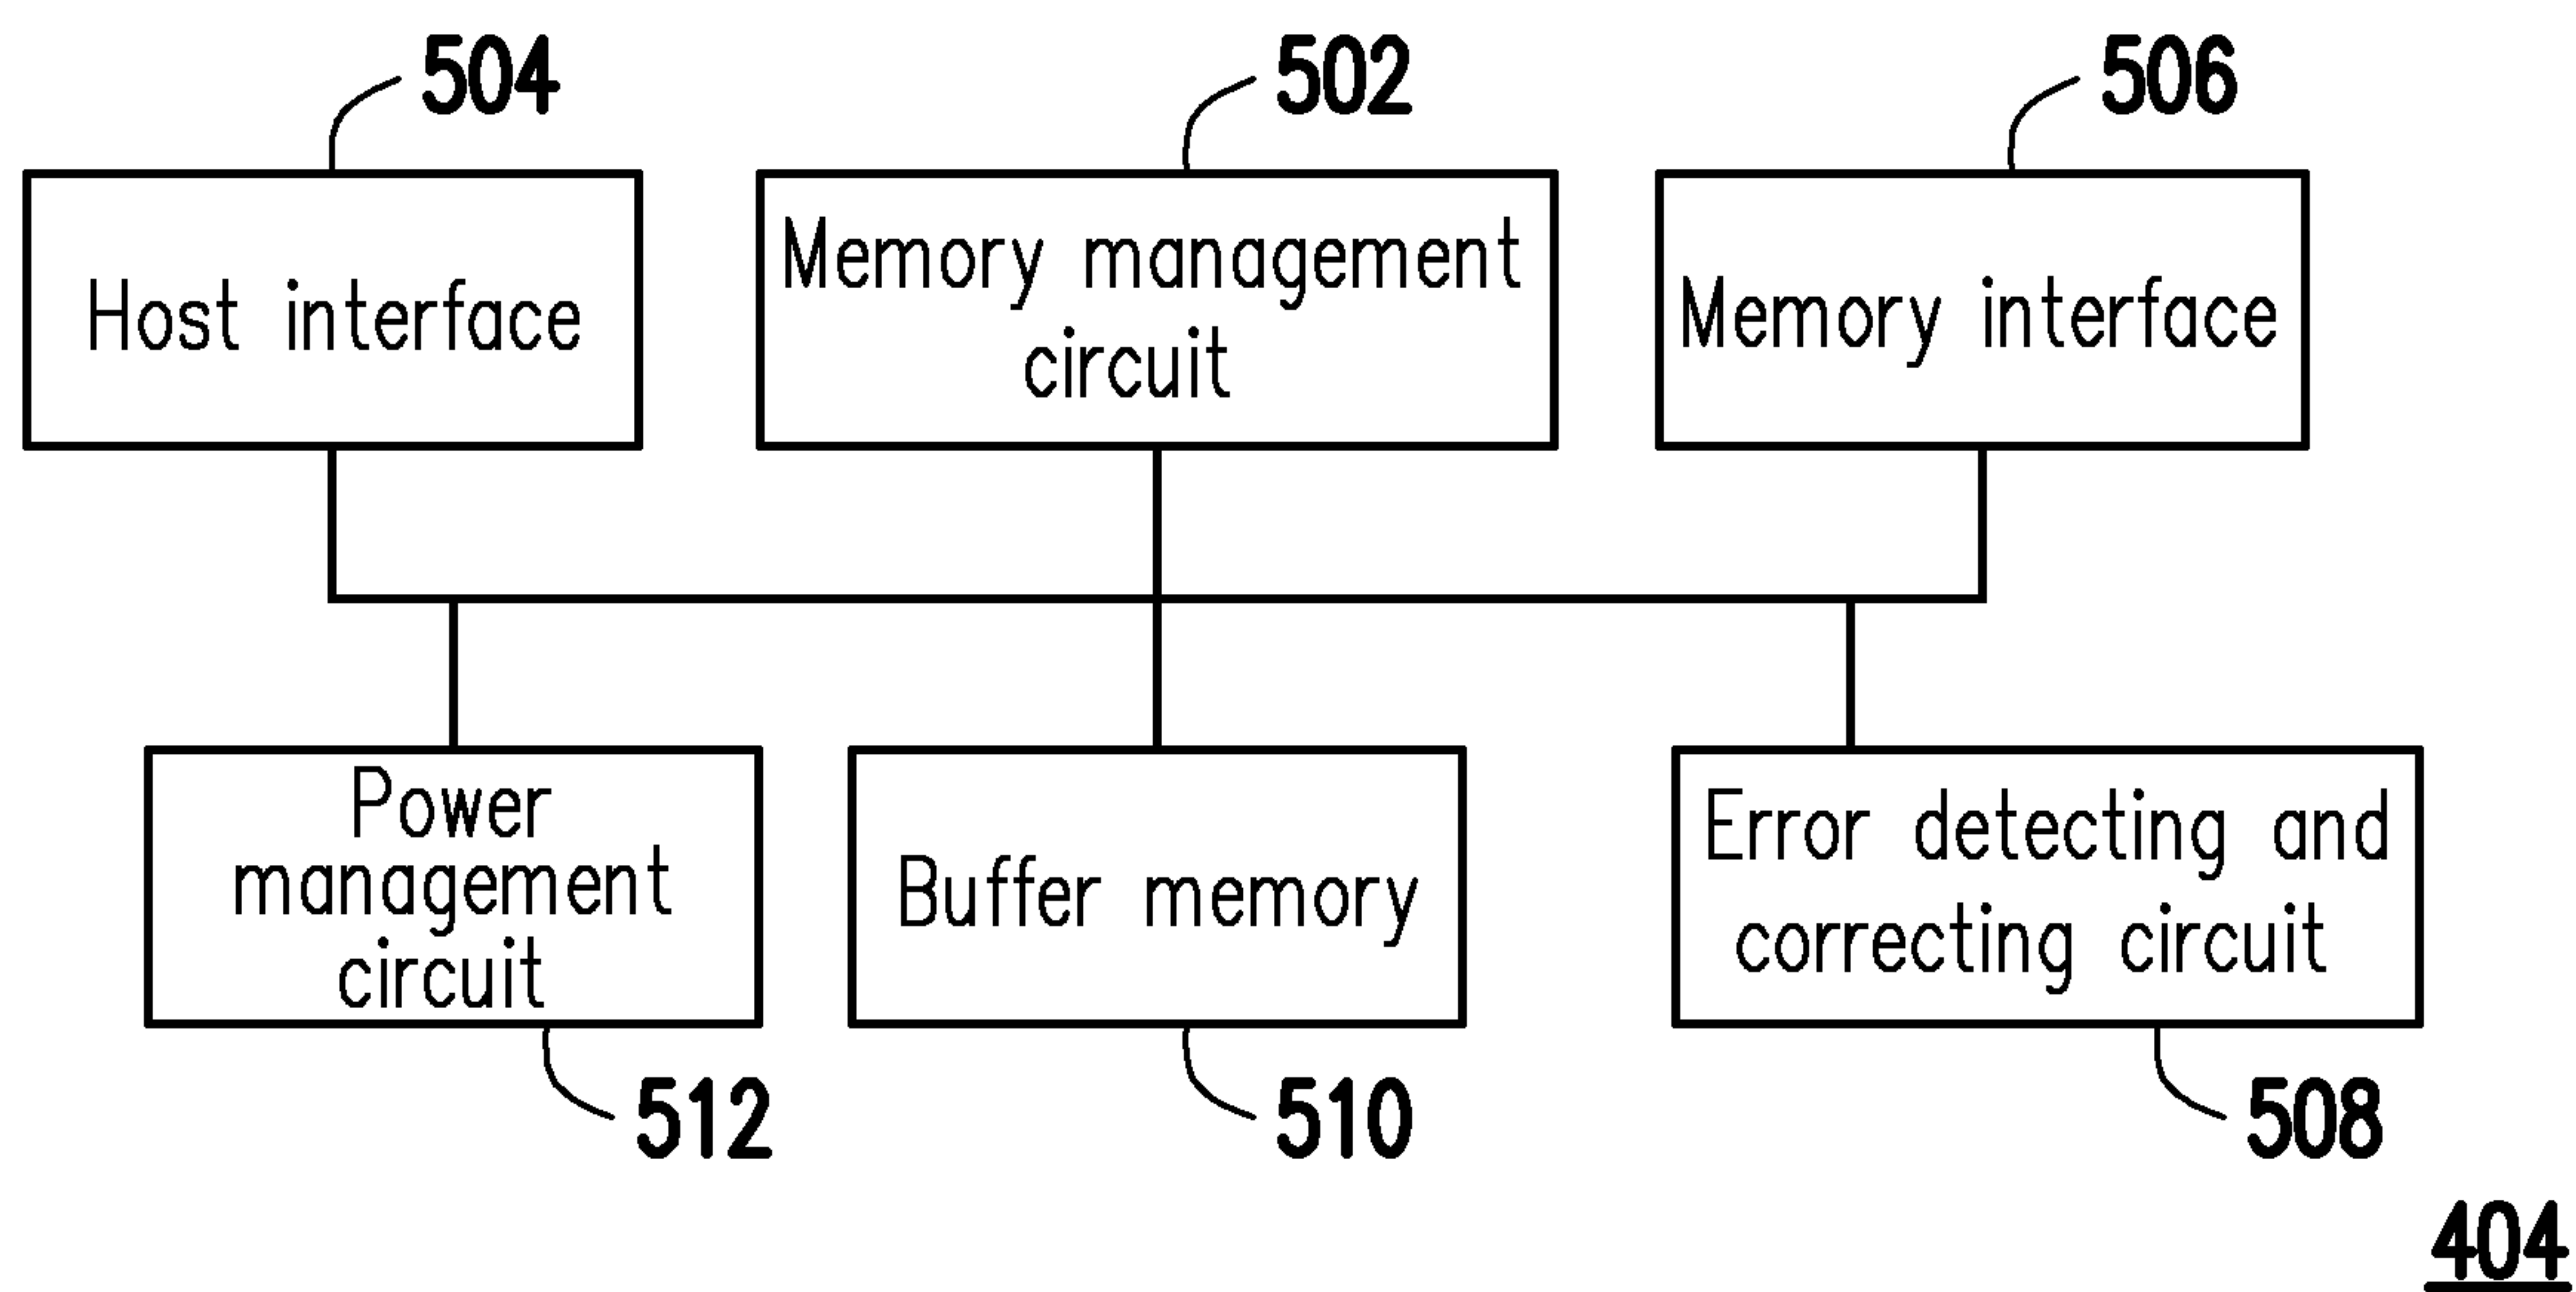 504
502
506
Host interface
Memory management
circuit
Memory interface
Power
management
circuit
Buffer memory
Error detecting and
correcting circuit
512
510
508
404